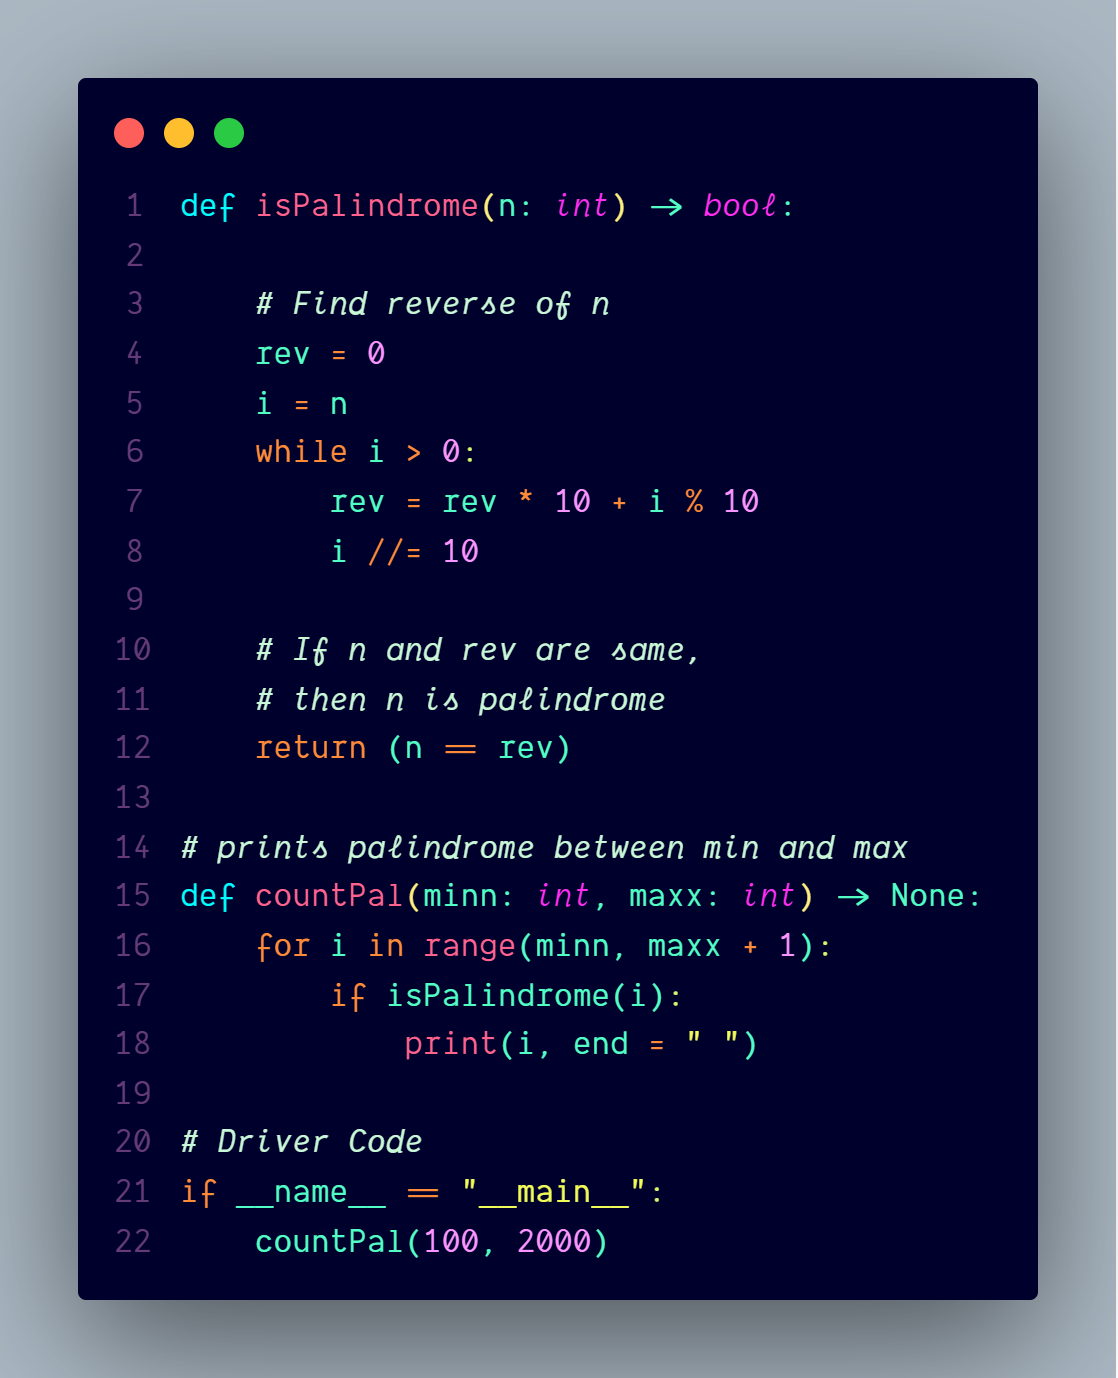 1 def isPalindrome(n: int) -> bool:
2
3     # Find reverse of n
4     rev = 0
5     i = n
6     while i > 0:
7         rev = rev * 10 + i % 10
8         i //= 10
9
10     # If n and rev are same,
11     # then n is palindrome
12     return (n == rev)
13
14 # prints palindrome between min and max
15 def countPal(minn: int, maxx: int) -> None:
16     for i in range(minn, maxx + 1):
17         if isPalindrome(i):
18             print(i, end = " ")
19
20 # Driver Code
21 if __name__ == "__main__":
22     countPal(100, 2000)